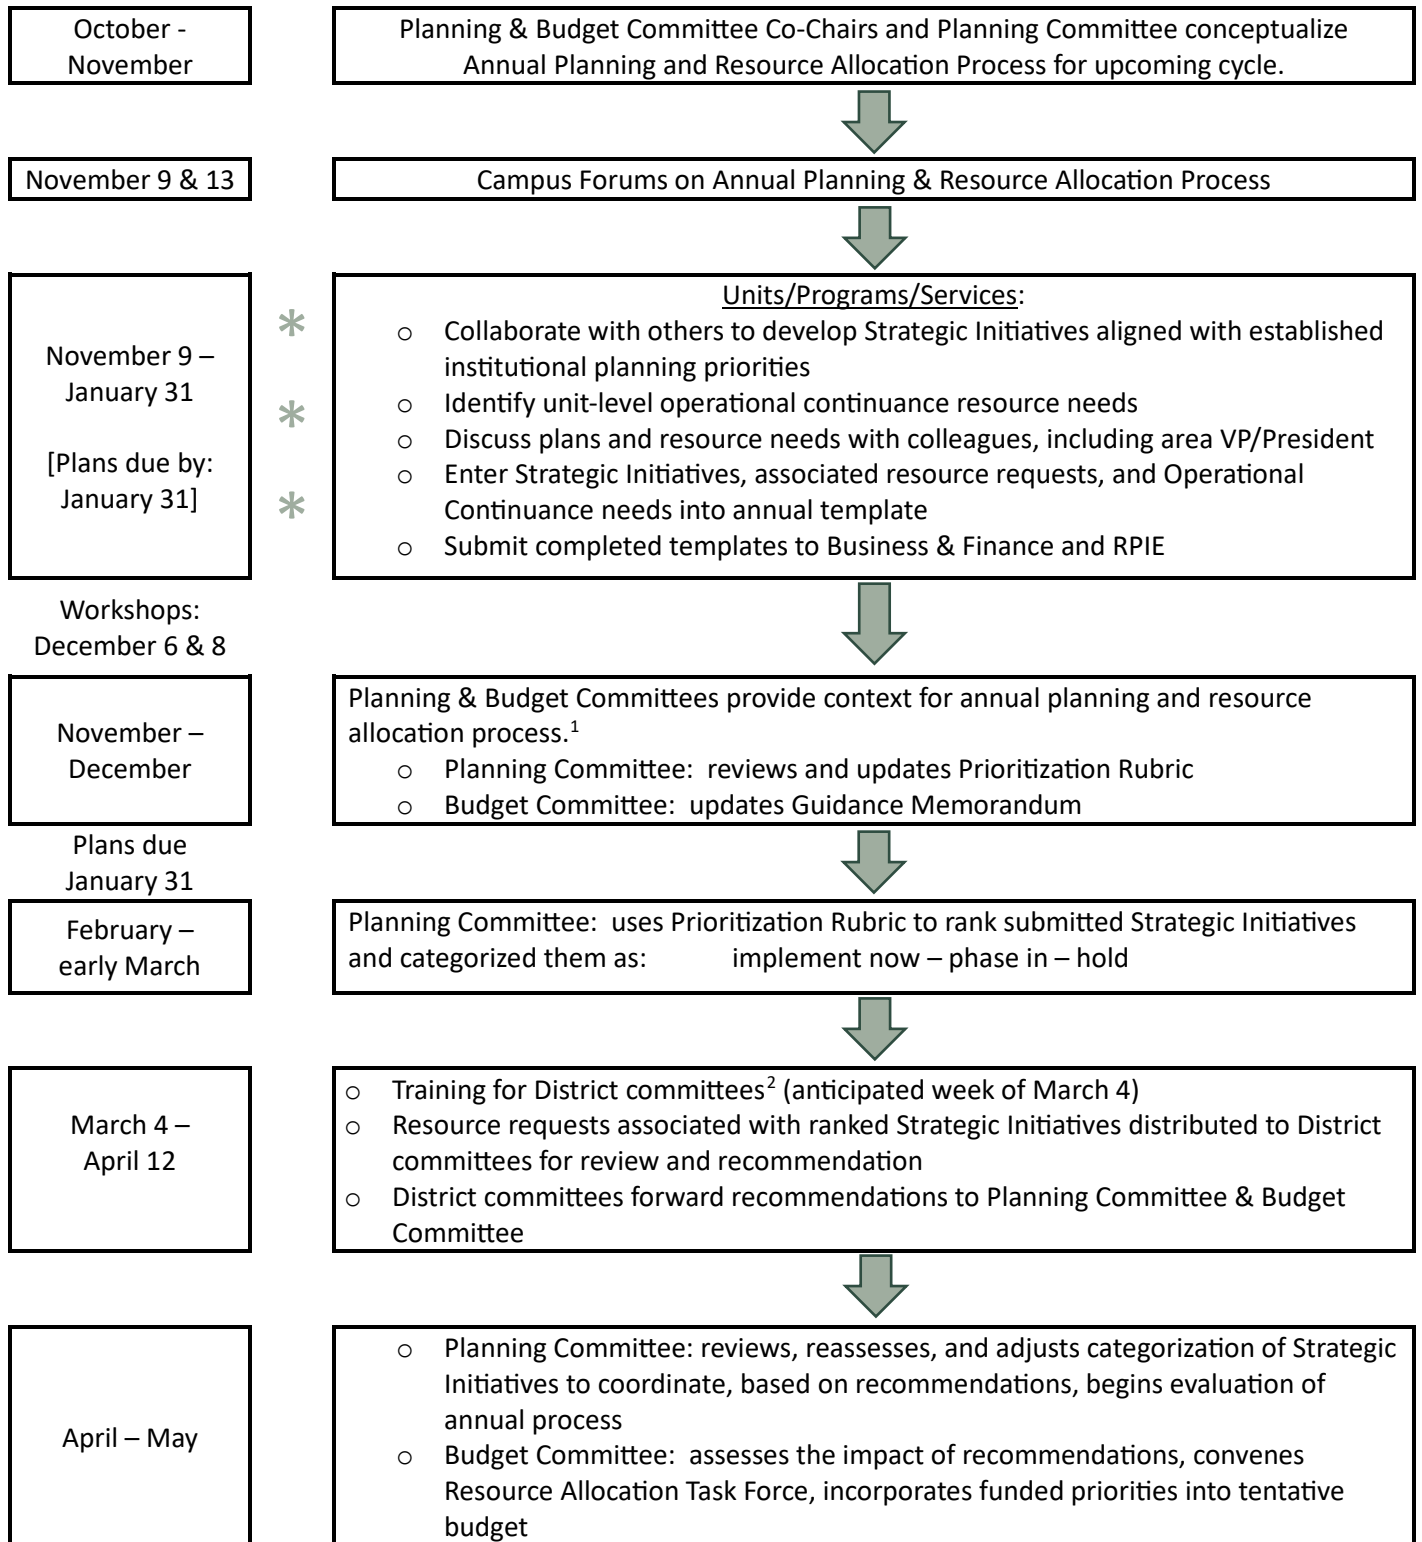 October -
November
Planning & Budget Committee Co-Chairs and Planning Committee conceptualize
Annual Planning and Resource Allocation Process for upcoming cycle.
November 9 & 13
Campus Forums on Annual Planning & Resource Allocation Process
November 9 –
January 31
[Plans due by:
January 31]
*
*
*
Units/Programs/Services:
o Collaborate with others to develop Strategic Initiatives aligned with established
institutional planning priorities
o Identify unit-level operational continuance resource needs
o Discuss plans and resource needs with colleagues, including area VP/President
o Enter Strategic Initiatives, associated resource requests, and Operational
Continuance needs into annual template
o Submit completed templates to Business & Finance and RPIE
Workshops:
December 6 & 8
November –
December
Planning & Budget Committees provide context for annual planning and resource
allocation process.¹
o Planning Committee: reviews and updates Prioritization Rubric
o Budget Committee: updates Guidance Memorandum
Plans due
January 31
February –
early March
Planning Committee: uses Prioritization Rubric to rank submitted Strategic Initiatives
and categorized them as: implement now – phase in – hold
March 4 –
April 12
o Training for District committees² (anticipated week of March 4)
o Resource requests associated with ranked Strategic Initiatives distributed to District
committees for review and recommendation
o District committees forward recommendations to Planning Committee & Budget
Committee
April – May
o Planning Committee: reviews, reassesses, and adjusts categorization of Strategic
Initiatives to coordinate, based on recommendations, begins evaluation of
annual process
o Budget Committee: assesses the impact of recommendations, convenes
Resource Allocation Task Force, incorporates funded priorities into tentative
budget